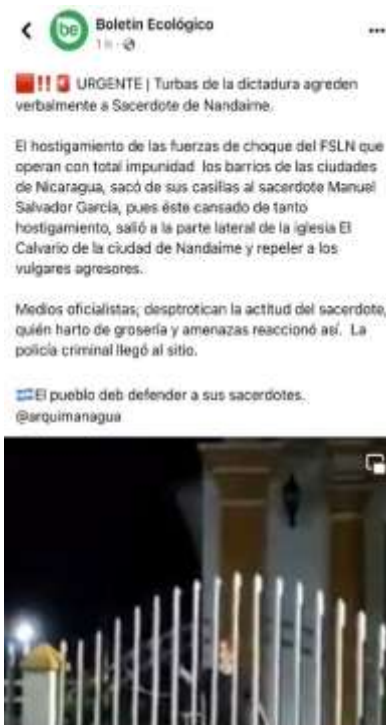 be
Boletin Ecológico
1 h
URGENTE | Turbas de la dictadura agreden
verbalmente a Sacerdote de Nandaime.
El hostigamiento de las fuerzas de choque del FSLN que
operan con total impunidad los barrios de las ciudades
de Nicaragua, sacó de sus casillas al sacerdote Manuel
Salvador García, pues éste cansado de tanto
hostigamiento, salió a la parte lateral de la iglesia El
Calvario de la ciudad de Nandaime y repeler a los
vulgares agresores.
Medios oficialistas, desptrotican la actitud del sacerdote,
quién harto de grosería y amenazas reaccionó así. La
policía criminal llegó al sitio.
El pueblo deb defender a sus sacerdotes.
@arquimanagua